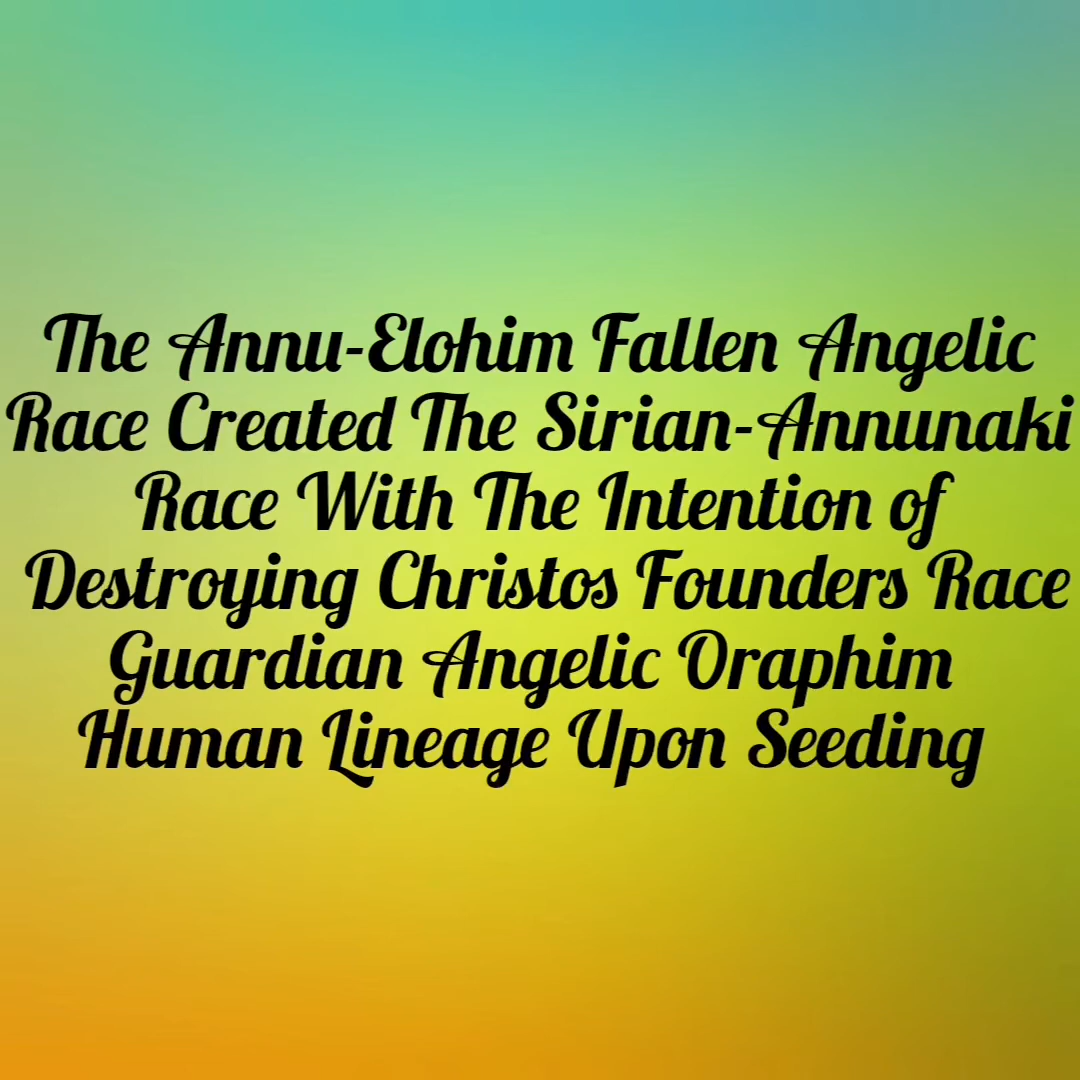 The Annu-Elohim Fallen Angelic
Race Created The Sirian-Annunaki
Race With The Intention of
Destroying Christos Founders Race
Guardian Angelic Oraphim
Human Lineage Upon Seeding